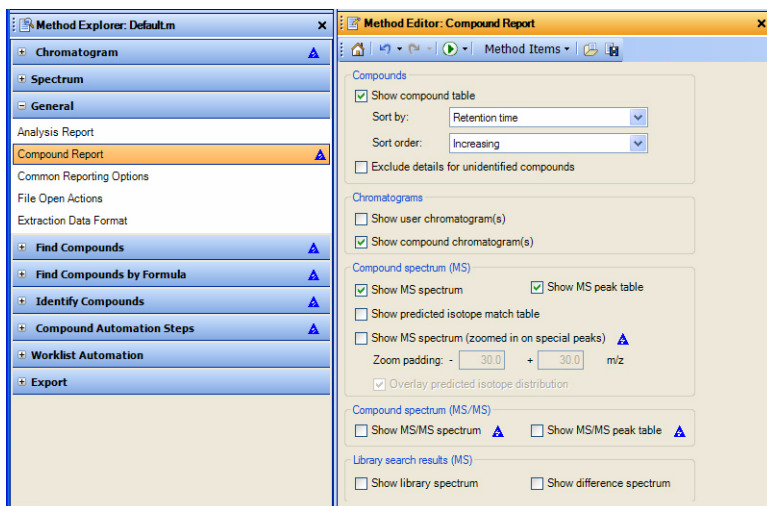 Method Explorer: Default.m
Chromatogram
Spectrum
General
Analysis Report
Compound Report
Common Reporting Options
File Open Actions
Extraction Data Format
Find Compounds
Find Compounds by Formula
Identify Compounds
Compound Automation Steps
Worklist Automation
Export
Method Editor: Compound Report
Method Items
Compounds
Show compound table
Sort by: Retention time
Sort order: Increasing
Exclude details for unidentified compounds
Chromatograms
Show user chromatogram(s)
Show compound chromatogram(s)
Compound spectrum (MS)
Show MS spectrum Show MS peak table
Show predicted isotope match table
Show MS spectrum (zoomed in on special peaks)
Zoom padding: - 30.0 + 30.0 m/z
Overlay predicted isotope distribution
Compound spectrum (MS/MS)
Show MS/MS spectrum Show MS/MS peak table
Library search results (MS)
Show library spectrum Show difference spectrum